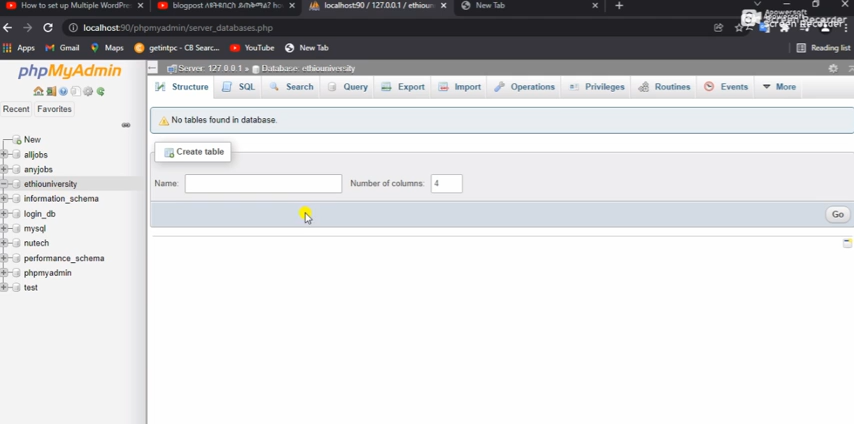 How to set up Multiple WordPre
blogpost
localhost:90 / 127.0.0.1 / ethioun
New Tab
localhost:90/phpmyadmin/server_databases.php
Apps
Gmail
Maps
getintpc - CB Searc...
YouTube
New Tab
Reading list
Apowersoft
Screen Recorder
phpMyAdmin
Recent
Favorites
New
alljobs
anyjobs
ethiouniversity
information_schema
login_db
mysql
nutech
performance_schema
phpmyadmin
test
Server: 127.0.0.1 » Database: ethiouniversity
Structure
SQL
Search
Query
Export
Import
Operations
Privileges
Routines
Events
More
No tables found in database.
Create table
Name:
Number of columns: 4
Go